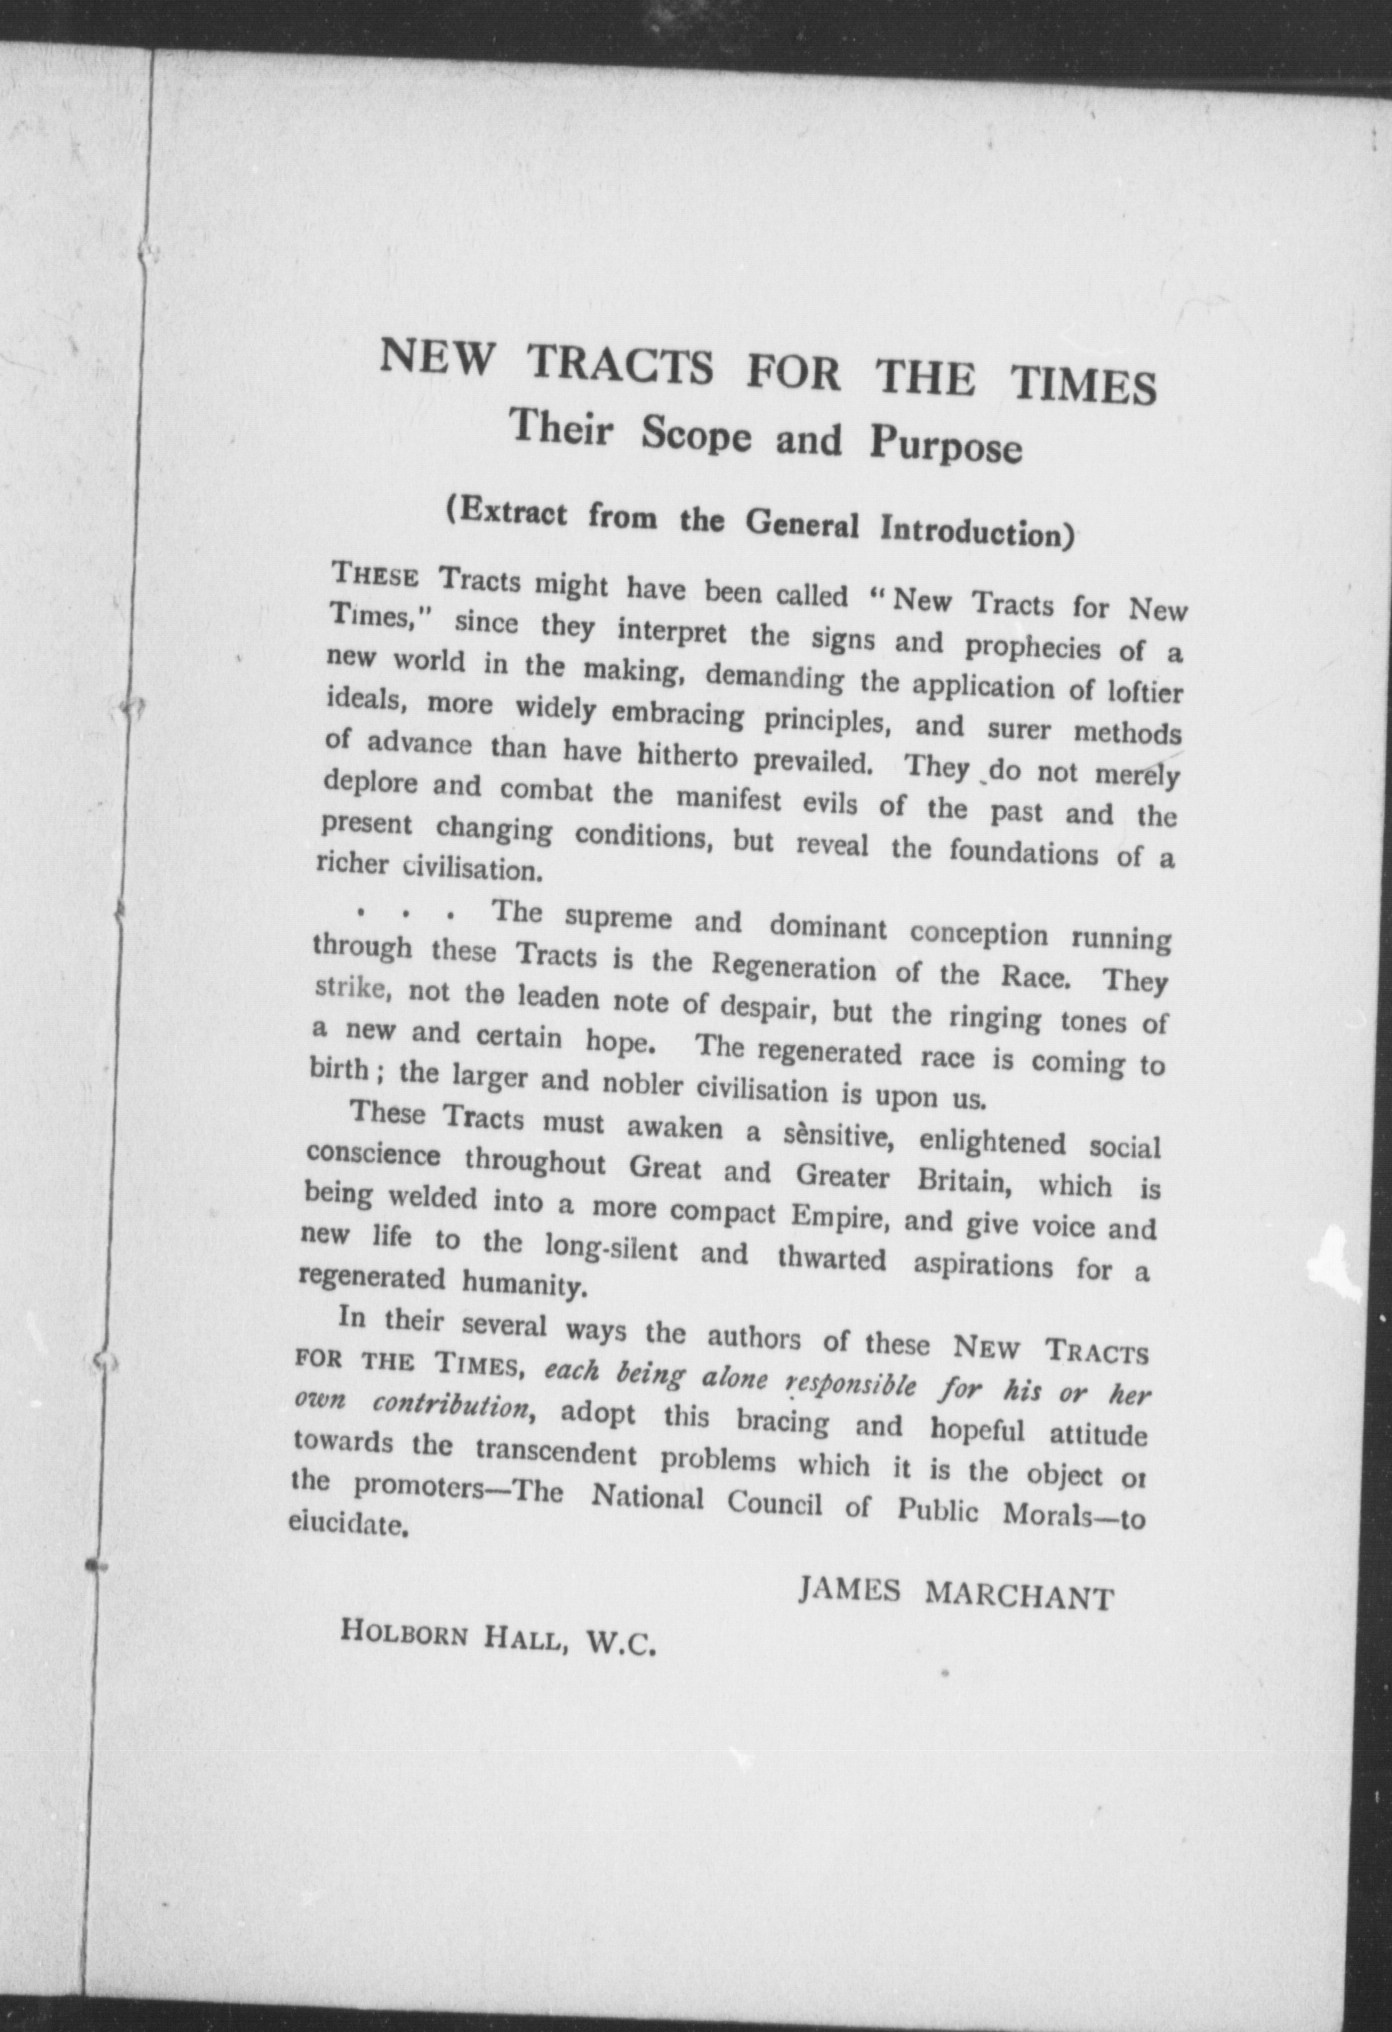 NEW TRACTS FOR THE TIMES
Their Scope and Purpose
(Extract from the General Introduction)
THESE Tracts might have been called “ New Tracts for New
Times,” since they interpret the signs and prophecies of a
new world in the making, demanding the application of loftier
ideals, more widely embracing principles, and surer methods
of advance than have hitherto prevailed. They do not merely
deplore and combat the manifest evils of the past and the
present changing conditions, but reveal the foundations of a
richer civilisation.
. . . The supreme and dominant conception running
through these Tracts is the Regeneration of the Race. They
strike, not the leaden note of despair, but the ringing tones of
a new and certain hope. The regenerated race is coming to
birth ; the larger and nobler civilisation is upon us.
These Tracts must awaken a sensitive, enlightened social
conscience throughout Great and Greater Britain, which is
being welded into a more compact Empire, and give voice and
new life to the long-silent and thwarted aspirations for a
regenerated humanity.
In their several ways the authors of these NEW TRACTS
FOR THE TIMES, each being alone responsible for his or her
own contribution, adopt this bracing and hopeful attitude
towards the transcendent problems which it is the object of
the promoters—The National Council of Public Morals—to
elucidate.
JAMES MARCHANT
HOLBORN HALL, W.C.